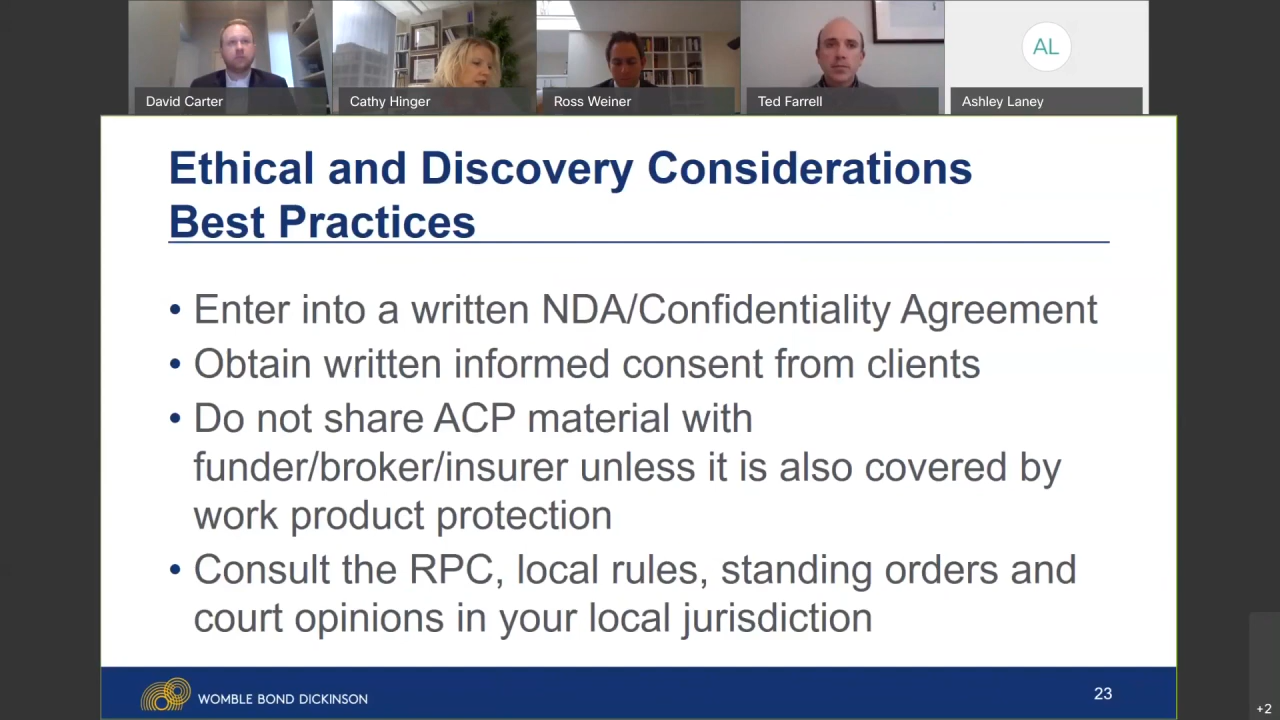 David Carter
Cathy Hinger
Ross Weiner
Ted Farrell
AL
Ashley Laney
Ethical and Discovery Considerations
Best Practices
• Enter into a written NDA/Confidentiality Agreement
• Obtain written informed consent from clients
• Do not share ACP material with
funder/broker/insurer unless it is also covered by
work product protection
• Consult the RPC, local rules, standing orders and
court opinions in your local jurisdiction
WOMBLE BOND DICKINSON
23
+2